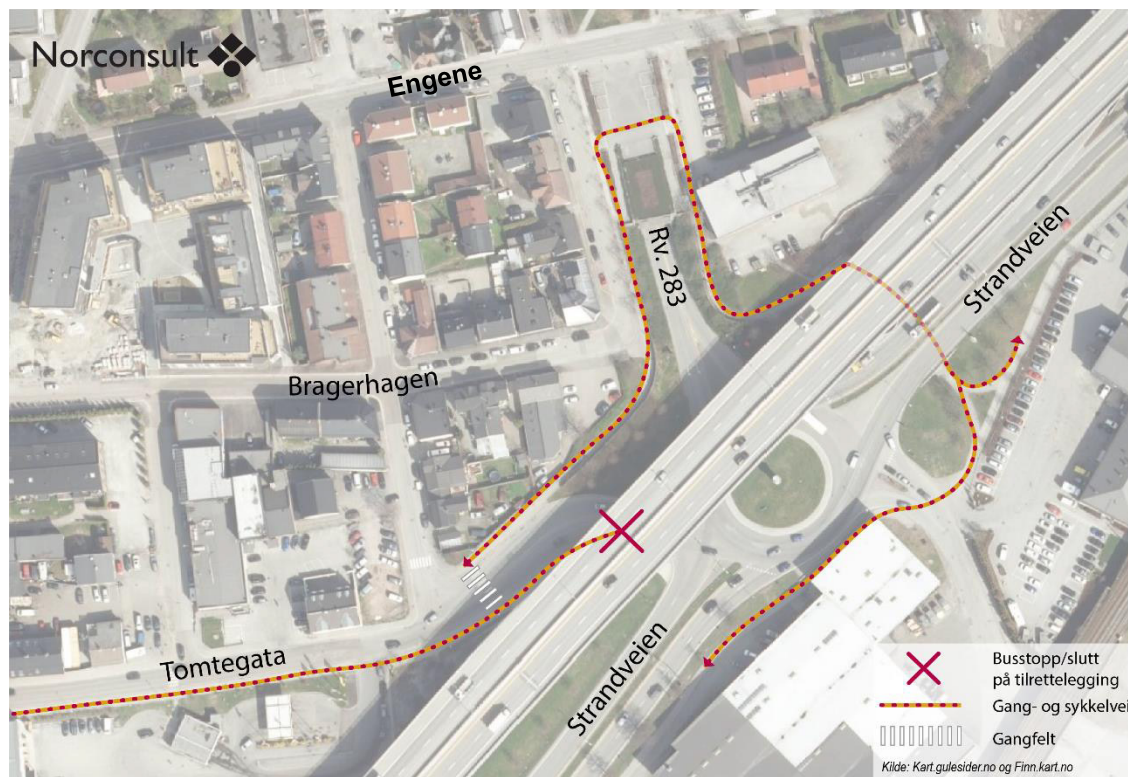 Norconsult
Engene
Rv. 283
Strandveien
Bragerhagen
Tomtegata
Strandveien
Busstopp/slutt
på tilrettelegging
Gang- og sykkelvei
Gangfelt
Kilde: Kart.gulesider.no og Finn.kart.no